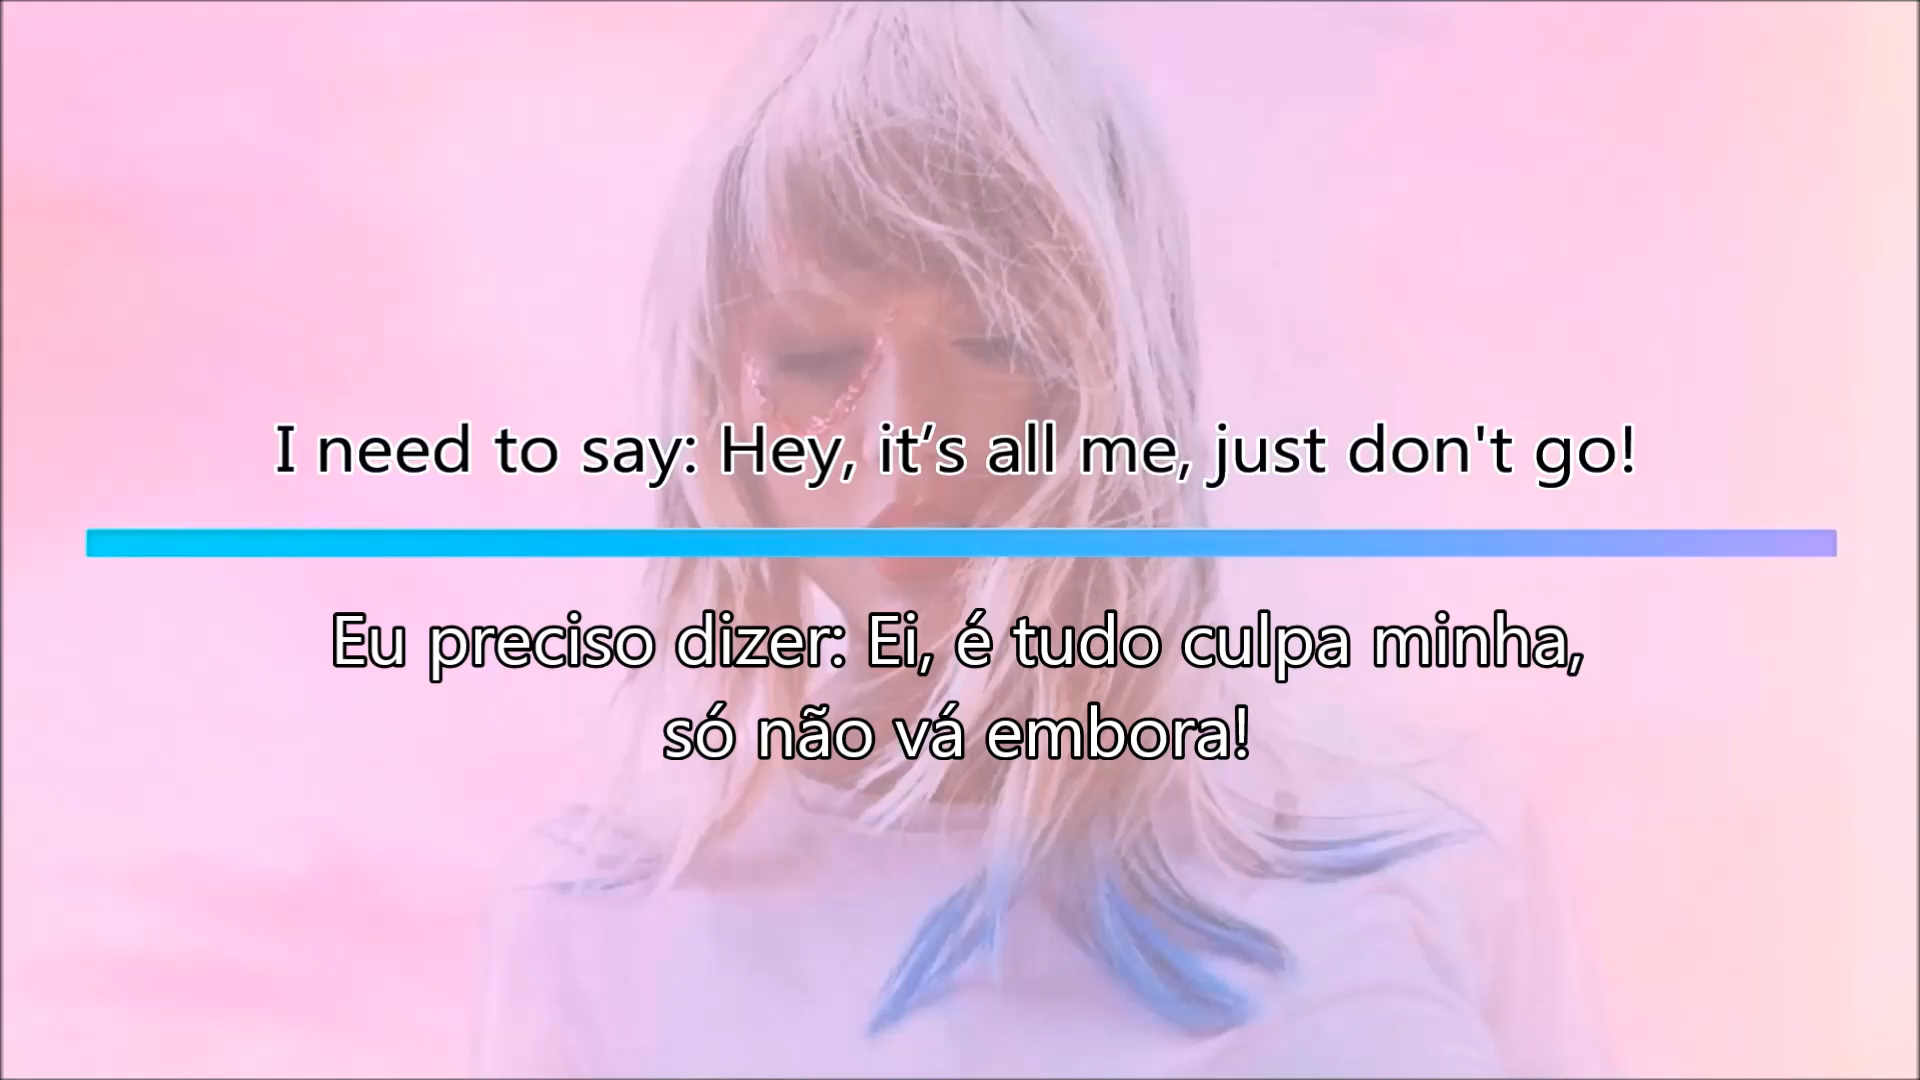 I need to say: Hey, it’s all me, just don't go!
Eu preciso dizer: Ei, é tudo culpa minha,
só não vá embora!